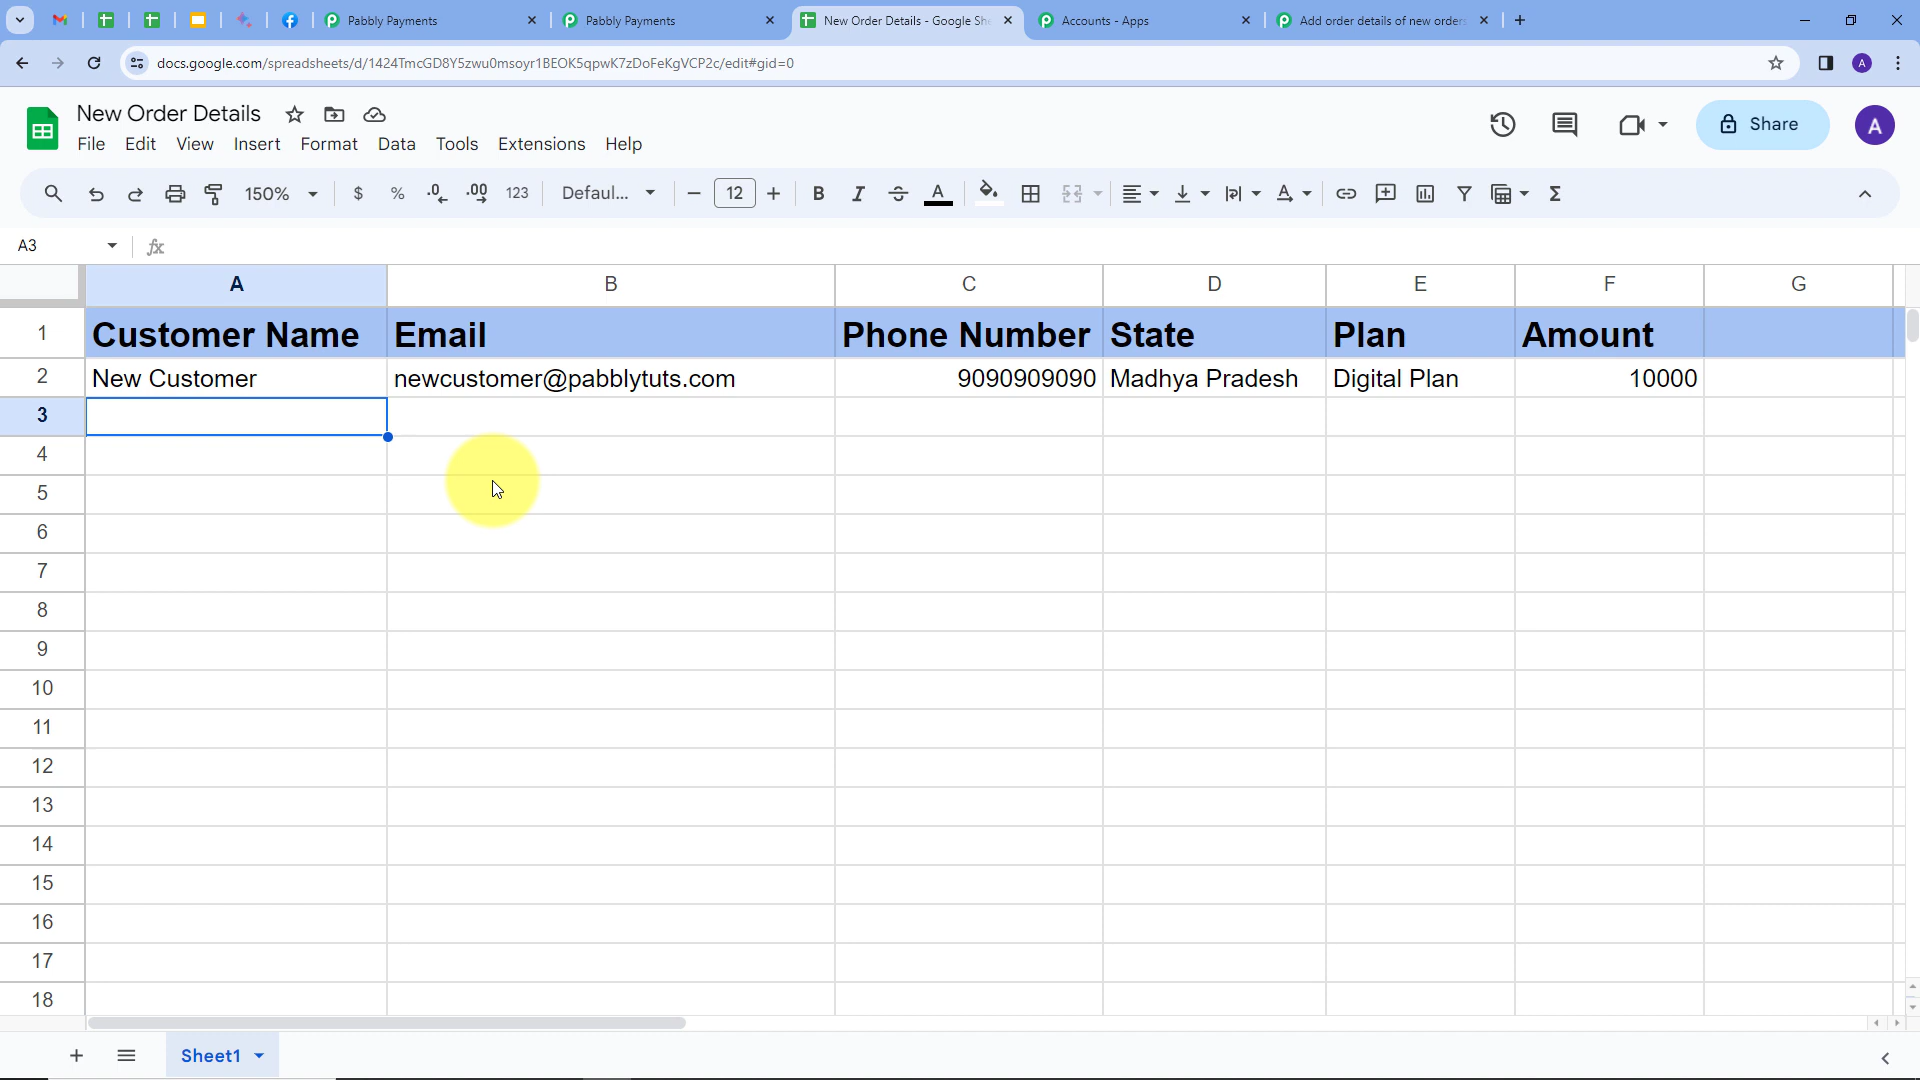 Pabbly Payments
Pabbly Payments
New Order Details - Google She
Accounts - Apps
Add order details of new orders
docs.google.com/spreadsheets/d/1424TmcGD8Y5zwu0msoyr1BEOK5qpwK7zDoFeKgVCP2c/edit#gid=0
A
New Order Details
File Edit View Insert Format Data Tools Extensions Help
Share
A
150% $ % .0 .00 123 Defaul... 12 B I A
A3 fx
A B C D E F G
1 Customer Name Email Phone Number State Plan Amount
2 New Customer newcustomer@pabblytuts.com 9090909090 Madhya Pradesh Digital Plan 10000
3
4
5
6
7
8
9
10
11
12
13
14
15
16
17
18
Sheet1